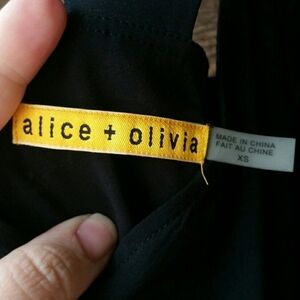 alice + olivia
MADE IN CHINA
FAIT AU CHINE
XS